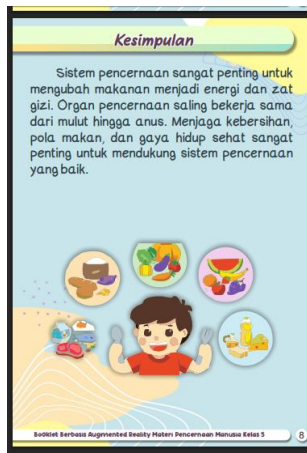 Kesimpulan
Sistem pencernaan sangat penting untuk
mengubah makanan menjadi energi dan zat
gizi. Organ pencernaan saling bekerja sama
dari mulut hingga anus. Menjaga kebersihan,
pola makan, dan gaya hidup sehat sangat
penting untuk mendukung sistem pencernaan
yang baik.
Booklet Berbasis Augmented Reality Materi Pencernaan Manusia Kelas 5
8